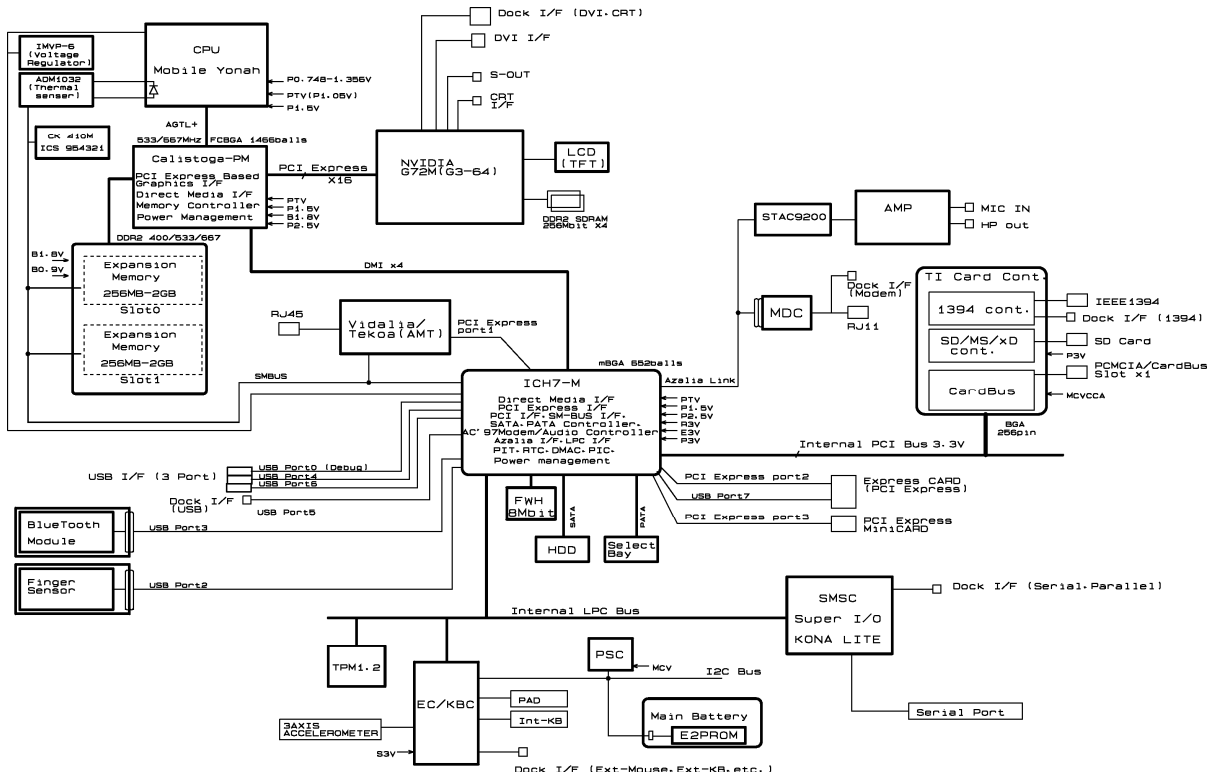 Dock I/F (DVI.CRT)
DVI I/F
S-OUT
CRT
I/F
IMVP-6
(Voltage
Regulator)
ADM1032
(Thermal
senser)
CK 410M
ICS 954321
CPU
Mobile Yonah
P0.748-1.356V
PTV(P1.05V)
P1.5V
AGTL+
533/667MHz
FCBGA 1466balls
Calistoga-PM
PCI Express Based
Graphics I/F
Direct Media I/F
Memory Controller
Power Management
PTV
P1.5V
B1.8V
P2.5V
PCI Express
X16
NVIDIA
G72M(G3-64)
LCD
(TFT)
DDR2 SDRAM
256Mbit X4
DDR2 400/533/667
B1.8V
B0.9V
Expansion
Memory
256MB-2GB
Slot0
Expansion
Memory
256MB-2GB
Slot1
DMI x4
STAC9200
AMP
MIC IN
HP out
MDC
Dock I/F
(Modem)
RJ11
TI Card Cont.
1394 cont.
SD/MS/xD
cont.
CardBus
IEEE1394
Dock I/F (1394)
SD Card
P3V
PCMCIA/CardBus
Slot x1
MCVCCA
BGA
256pin
RJ45
Vidalia/
Tekoa(AMT)
PCI Express
port1
SMBUS
mBGA 652balls
Azalia Link
ICH7-M
Direct Media I/F
PCI Express I/F
PCI I/F.SM-BUS I/F.
SATA.PATA Controller.
AC'97Modem/Audio Controller
Azalia I/F.LPC I/F
PIT.RTC.DMAC.PIC.
Power management
PTV
P1.5V
P2.5V
R3V
E3V
P3V
Internal PCI Bus 3.3V
USB I/F (3 Port)
USB Port0 (Debug)
USB Port4
USB Port6
Dock I/F
(USB)
USB Port5
BlueTooth
Module
USB Port3
Finger
Sensor
USB Port2
FWH
8Mbit
SATA
HDD
PATA
Select
Bay
PCI Express port2
USB Port7
Express CARD
(PCI Express)
PCI Express port3
PCI Express
MiniCARD
Internal LPC Bus
SMSC
Super I/O
KONA LITE
Dock I/F (Serial.Parallel)
Serial Port
TPM1.2
EC/KBC
PSC
MCV
I2C Bus
PAD
Int-KB
3AXIS
ACCELEROMETER
S3V
Main Battery
E2PROM
Dock I/F (Ext-Mouse.Ext-KB.etc.)